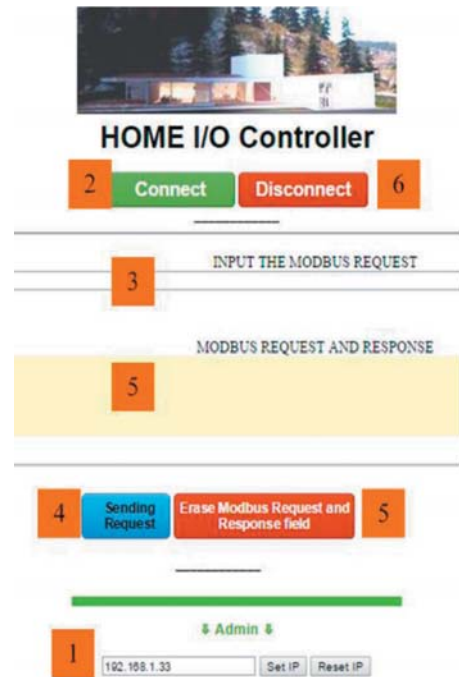 HOME I/O Controller
2 Connect Disconnect 6
INPUT THE MODBUS REQUEST
3
MODBUS REQUEST AND RESPONSE
5
4 Sending Request Erase Modbus Request and Response field 5
⇓ Admin ⇓
1 192.168.1.33 Set IP Reset IP